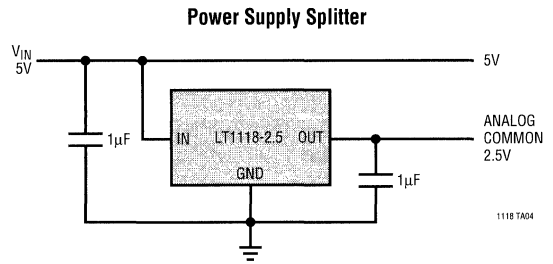 Power Supply Splitter
VIN
5V
5V
1μF
IN
LT1118-2.5
OUT
GND
ANALOG
COMMON
2.5V
1μF
1118 TA04